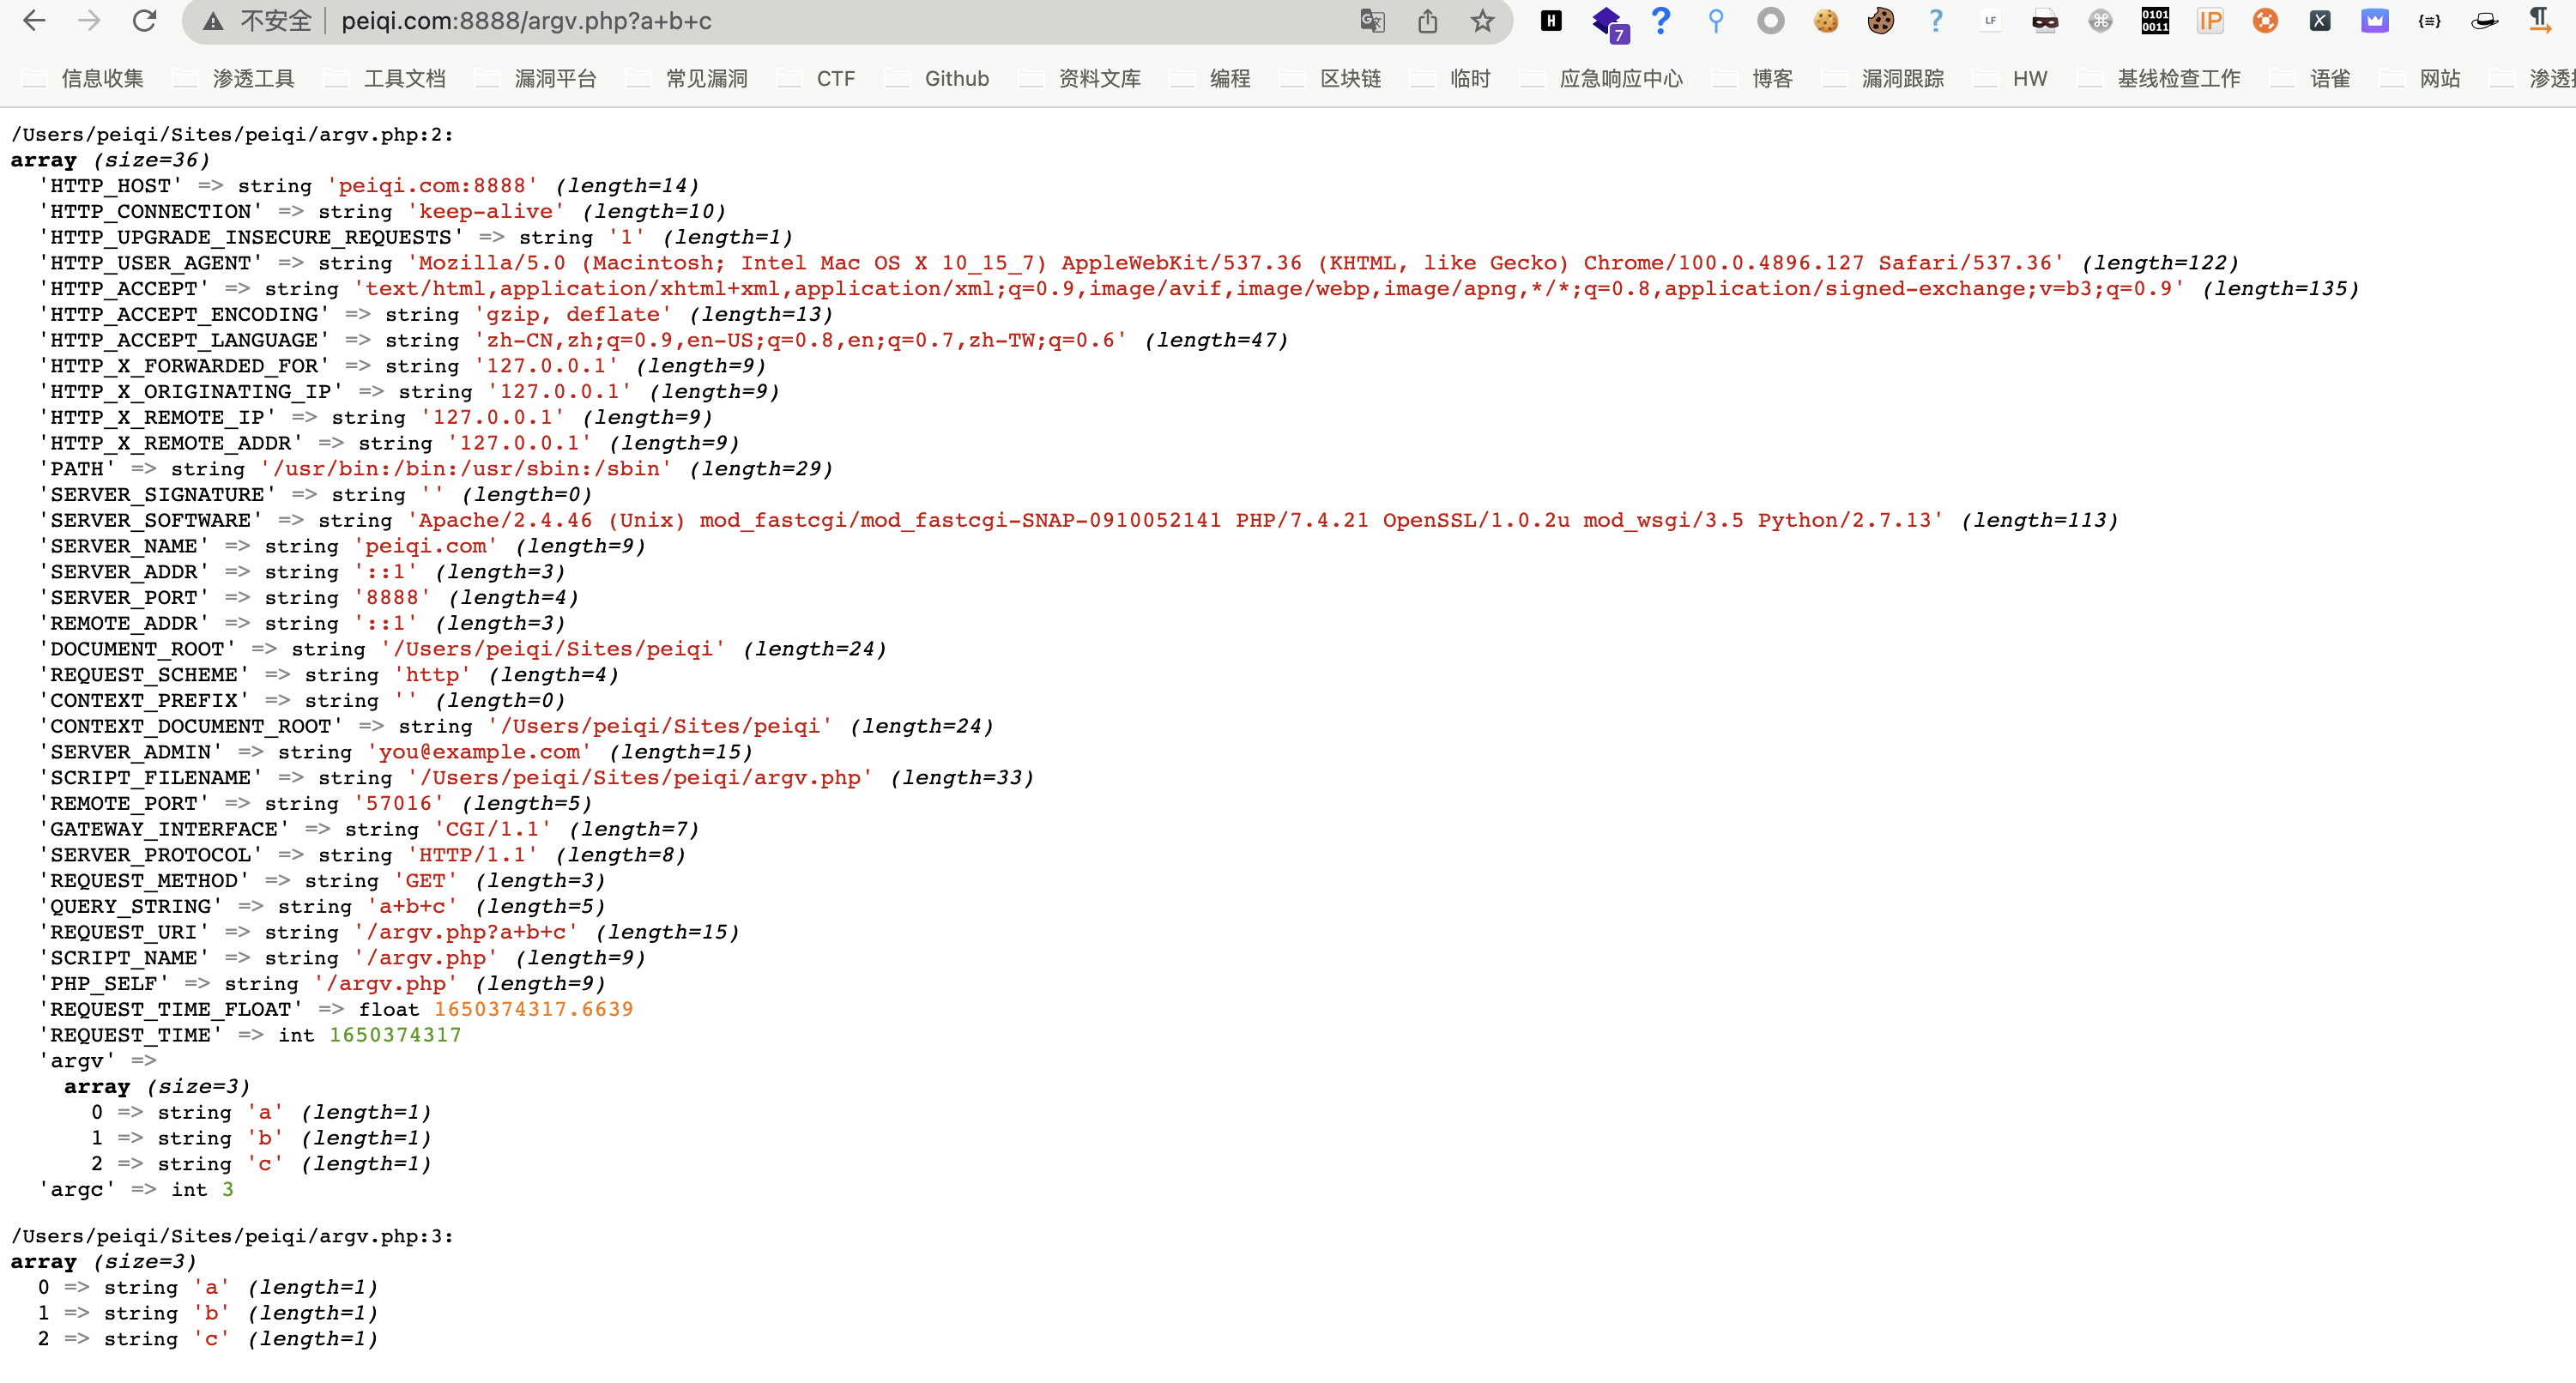 不安全 peiqi.com:8888/argv.php?a+b+c
7 LF 0101 0011 IP
信息收集 渗透工具 工具文档 漏洞平台 常见漏洞 CTF Github 资料文库 编程 区块链 临时 应急响应中心 博客 漏洞跟踪 HW 基线检查工作 语雀 网站
/Users/peiqi/Sites/peiqi/argv.php:2:
array (size=36)
'HTTP_HOST' => string 'peiqi.com:8888' (length=14)
'HTTP_CONNECTION' => string 'keep-alive' (length=10)
'HTTP_UPGRADE_INSECURE_REQUESTS' => string '1' (length=1)
'HTTP_USER_AGENT' => string 'Mozilla/5.0 (Macintosh; Intel Mac OS X 10_15_7) AppleWebKit/537.36 (KHTML, like Gecko) Chrome/100.0.4896.127 Safari/537.36' (length=122)
'HTTP_ACCEPT' => string 'text/html,application/xhtml+xml,application/xml;q=0.9,image/avif,image/webp,image/apng,*/*;q=0.8,application/signed-exchange;v=b3;q=0.9' (length=135)
'HTTP_ACCEPT_ENCODING' => string 'gzip, deflate' (length=13)
'HTTP_ACCEPT_LANGUAGE' => string 'zh-CN,zh;q=0.9,en-US;q=0.8,en;q=0.7,zh-TW;q=0.6' (length=47)
'HTTP_X_FORWARDED_FOR' => string '127.0.0.1' (length=9)
'HTTP_X_ORIGINATING_IP' => string '127.0.0.1' (length=9)
'HTTP_X_REMOTE_IP' => string '127.0.0.1' (length=9)
'HTTP_X_REMOTE_ADDR' => string '127.0.0.1' (length=9)
'PATH' => string '/usr/bin:/bin:/usr/sbin:/sbin' (length=29)
'SERVER_SIGNATURE' => string '' (length=0)
'SERVER_SOFTWARE' => string 'Apache/2.4.46 (Unix) mod_fastcgi/mod_fastcgi-SNAP-0910052141 PHP/7.4.21 OpenSSL/1.0.2u mod_wsgi/3.5 Python/2.7.13' (length=113)
'SERVER_NAME' => string 'peiqi.com' (length=9)
'SERVER_ADDR' => string '::1' (length=3)
'SERVER_PORT' => string '8888' (length=4)
'REMOTE_ADDR' => string '::1' (length=3)
'DOCUMENT_ROOT' => string '/Users/peiqi/Sites/peiqi' (length=24)
'REQUEST_SCHEME' => string 'http' (length=4)
'CONTEXT_PREFIX' => string '' (length=0)
'CONTEXT_DOCUMENT_ROOT' => string '/Users/peiqi/Sites/peiqi' (length=24)
'SERVER_ADMIN' => string 'you@example.com' (length=15)
'SCRIPT_FILENAME' => string '/Users/peiqi/Sites/peiqi/argv.php' (length=33)
'REMOTE_PORT' => string '57016' (length=5)
'GATEWAY_INTERFACE' => string 'CGI/1.1' (length=7)
'SERVER_PROTOCOL' => string 'HTTP/1.1' (length=8)
'REQUEST_METHOD' => string 'GET' (length=3)
'QUERY_STRING' => string 'a+b+c' (length=5)
'REQUEST_URI' => string '/argv.php?a+b+c' (length=15)
'SCRIPT_NAME' => string '/argv.php' (length=9)
'PHP_SELF' => string '/argv.php' (length=9)
'REQUEST_TIME_FLOAT' => float 1650374317.6639
'REQUEST_TIME' => int 1650374317
'argv' =>
array (size=3)
0 => string 'a' (length=1)
1 => string 'b' (length=1)
2 => string 'c' (length=1)
'argc' => int 3
/Users/peiqi/Sites/peiqi/argv.php:3:
array (size=3)
0 => string 'a' (length=1)
1 => string 'b' (length=1)
2 => string 'c' (length=1)